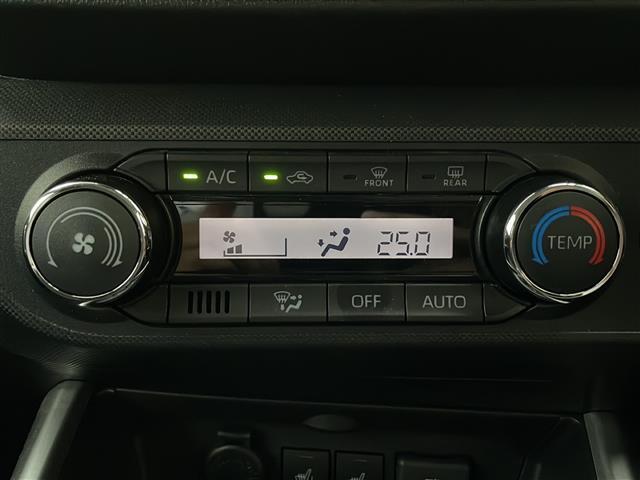 A/C
FRONT
REAR
25.0
TEMP
OFF
AUTO